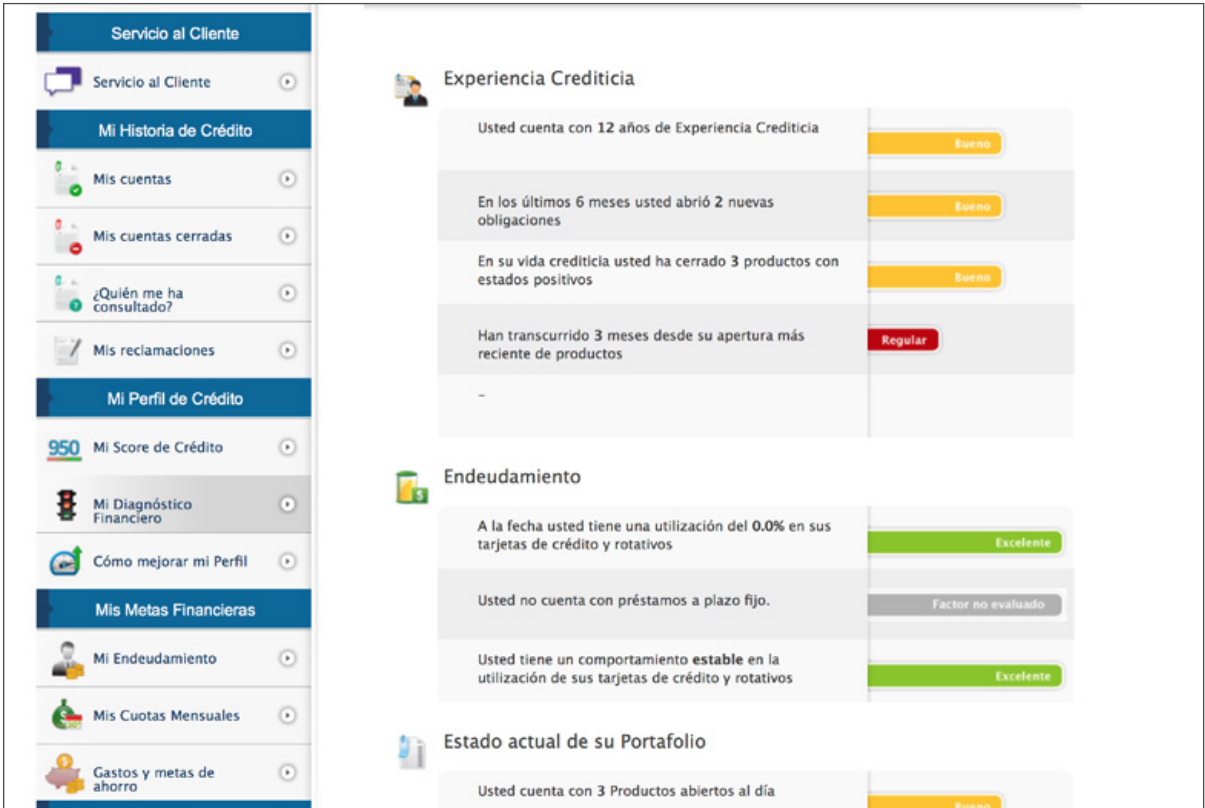 Servicio al Cliente
Servicio al Cliente
Mi Historia de Crédito
Mis cuentas
Mis cuentas cerradas
¿Quién me ha
consultado?
Mis reclamaciones
Mi Perfil de Crédito
950 Mi Score de Crédito
Mi Diagnóstico
Financiero
Cómo mejorar mi Perfil
Mis Metas Financieras
Mi Endeudamiento
Mis Cuotas Mensuales
Gastos y metas de
ahorro
Experiencia Crediticia
Usted cuenta con 12 años de Experiencia Crediticia
Bueno
En los últimos 6 meses usted abrió 2 nuevas
obligaciones
Bueno
En su vida crediticia usted ha cerrado 3 productos con
estados positivos
Bueno
Han transcurrido 3 meses desde su apertura más
reciente de productos
Regular
–
Endeudamiento
A la fecha usted tiene una utilización del 0.0% en sus
tarjetas de crédito y rotativos
Excelente
Usted no cuenta con préstamos a plazo fijo.
Factor no evaluado
Usted tiene un comportamiento estable en la
utilización de sus tarjetas de crédito y rotativos
Excelente
Estado actual de su Portafolio
Usted cuenta con 3 Productos abiertos al día
Bueno